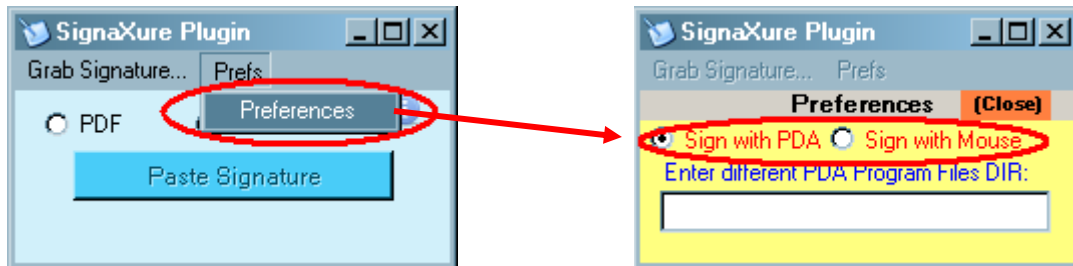 SignaXure Plugin
Grab Signature... Prefs
Preferences
PDF
Paste Signature
SignaXure Plugin
Grab Signature... Prefs
Preferences (Close)
Sign with PDA Sign with Mouse
Enter different PDA Program Files DIR: